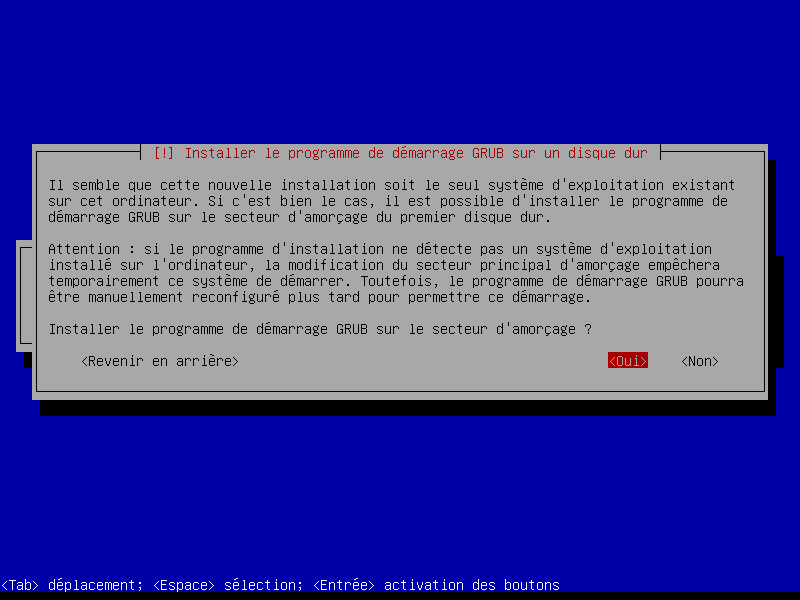 [!] Installer le programme de démarrage GRUB sur un disque dur
Il semble que cette nouvelle installation soit le seul système d'exploitation existant
sur cet ordinateur. Si c'est bien le cas, il est possible d'installer le programme de
démarrage GRUB sur le secteur d'amorçage du premier disque dur.
Attention : si le programme d'installation ne détecte pas un système d'exploitation
installé sur l'ordinateur, la modification du secteur principal d'amorçage empêchera
temporairement ce système de démarrer. Toutefois, le programme de démarrage GRUB pourra
être manuellement reconfiguré plus tard pour permettre ce démarrage.
Installer le programme de démarrage GRUB sur le secteur d'amorçage ?
<Revenir en arrière> <Oui> <Non>
<Tab> déplacement; <Espace> sélection; <Entrée> activation des boutons